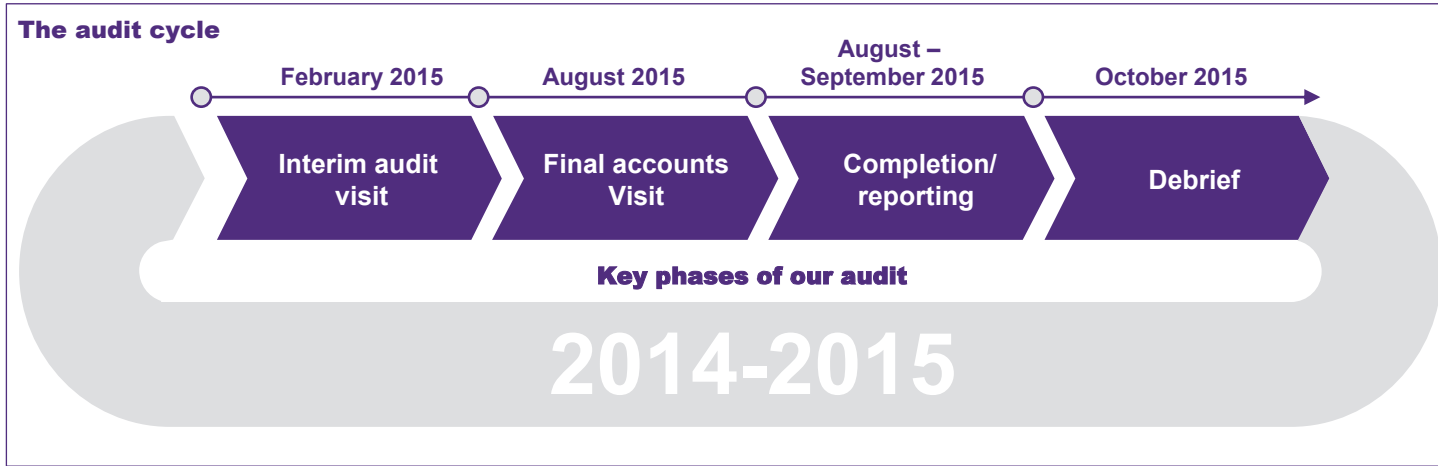 The audit cycle
February 2015
August 2015
August –
September 2015
October 2015
Interim audit
visit
Final accounts
Visit
Completion/
reporting
Debrief
Key phases of our audit
2014-2015